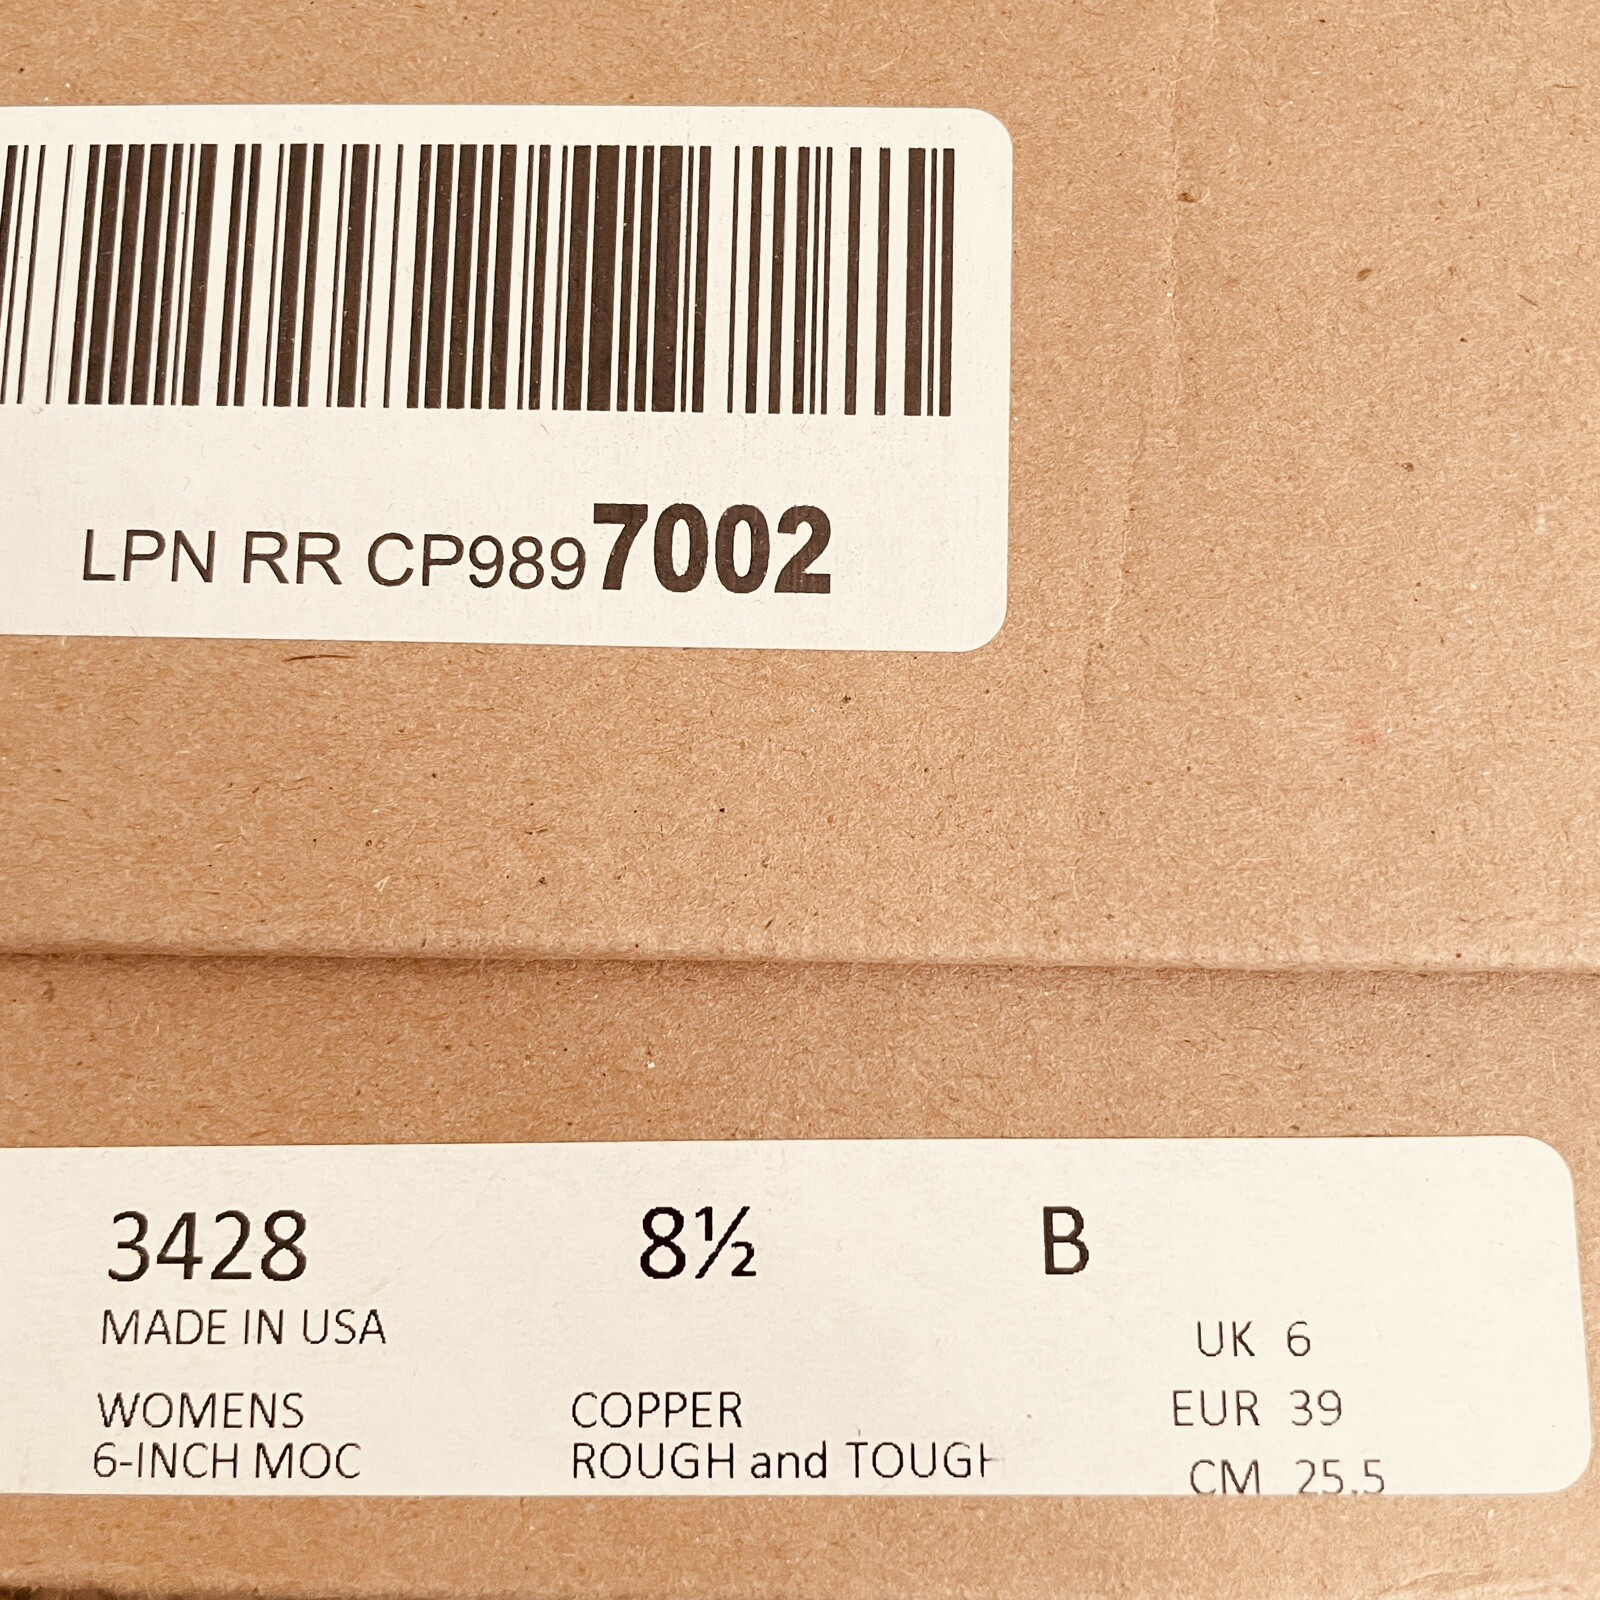 LPN RR CP9897002
3428 8½ B
MADE IN USA
UK 6
WOMENS COPPER EUR 39
6-INCH MOC ROUGH and TOUGH
CM 25.5